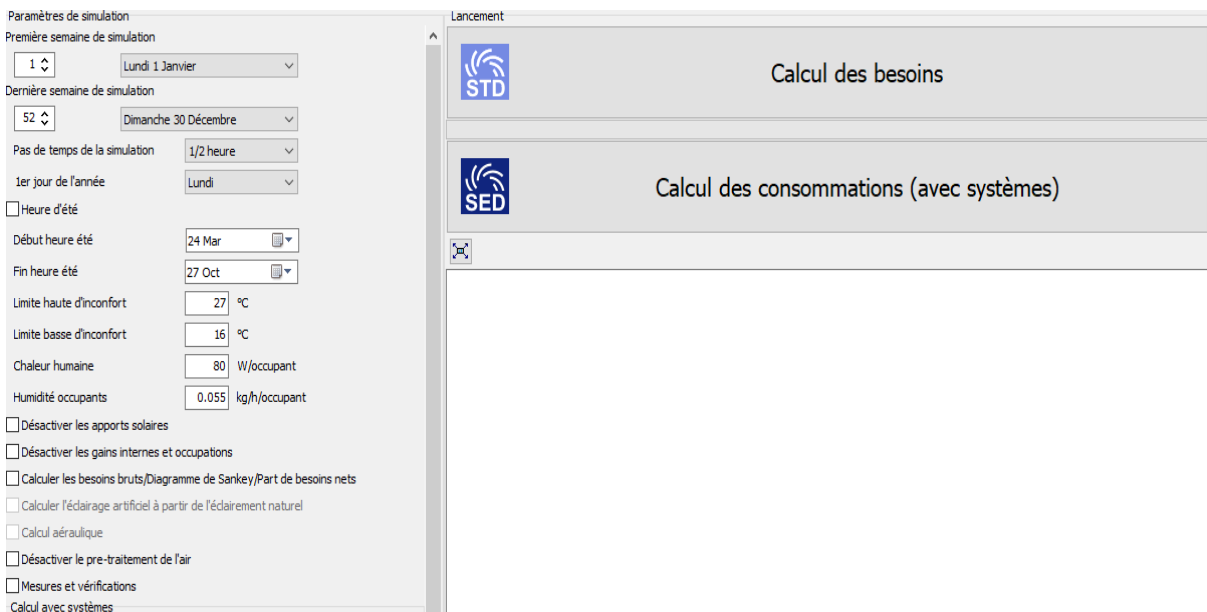 Paramètres de simulation
Première semaine de simulation
1
Lundi 1 Janvier
Dernière semaine de simulation
52
Dimanche 30 Décembre
Pas de temps de la simulation
1/2 heure
1er jour de l'année
Lundi
Heure d'été
Début heure été
24 Mar
Fin heure été
27 Oct
Limite haute d'inconfort
27 °C
Limite basse d'inconfort
16 °C
Chaleur humaine
80 W/occupant
Humidité occupants
0.055 kg/h/occupant
Désactiver les apports solaires
Désactiver les gains internes et occupations
Calculer les besoins bruts/Diagramme de Sankey/Part de besoins nets
Calculer l'éclairage artificiel à partir de l'éclairement naturel
Calcul aéraulique
Désactiver le pre-traitement de l'air
Mesures et vérifications
Calcul avec systèmes
Lancement
STD
Calcul des besoins
SED
Calcul des consommations (avec systèmes)